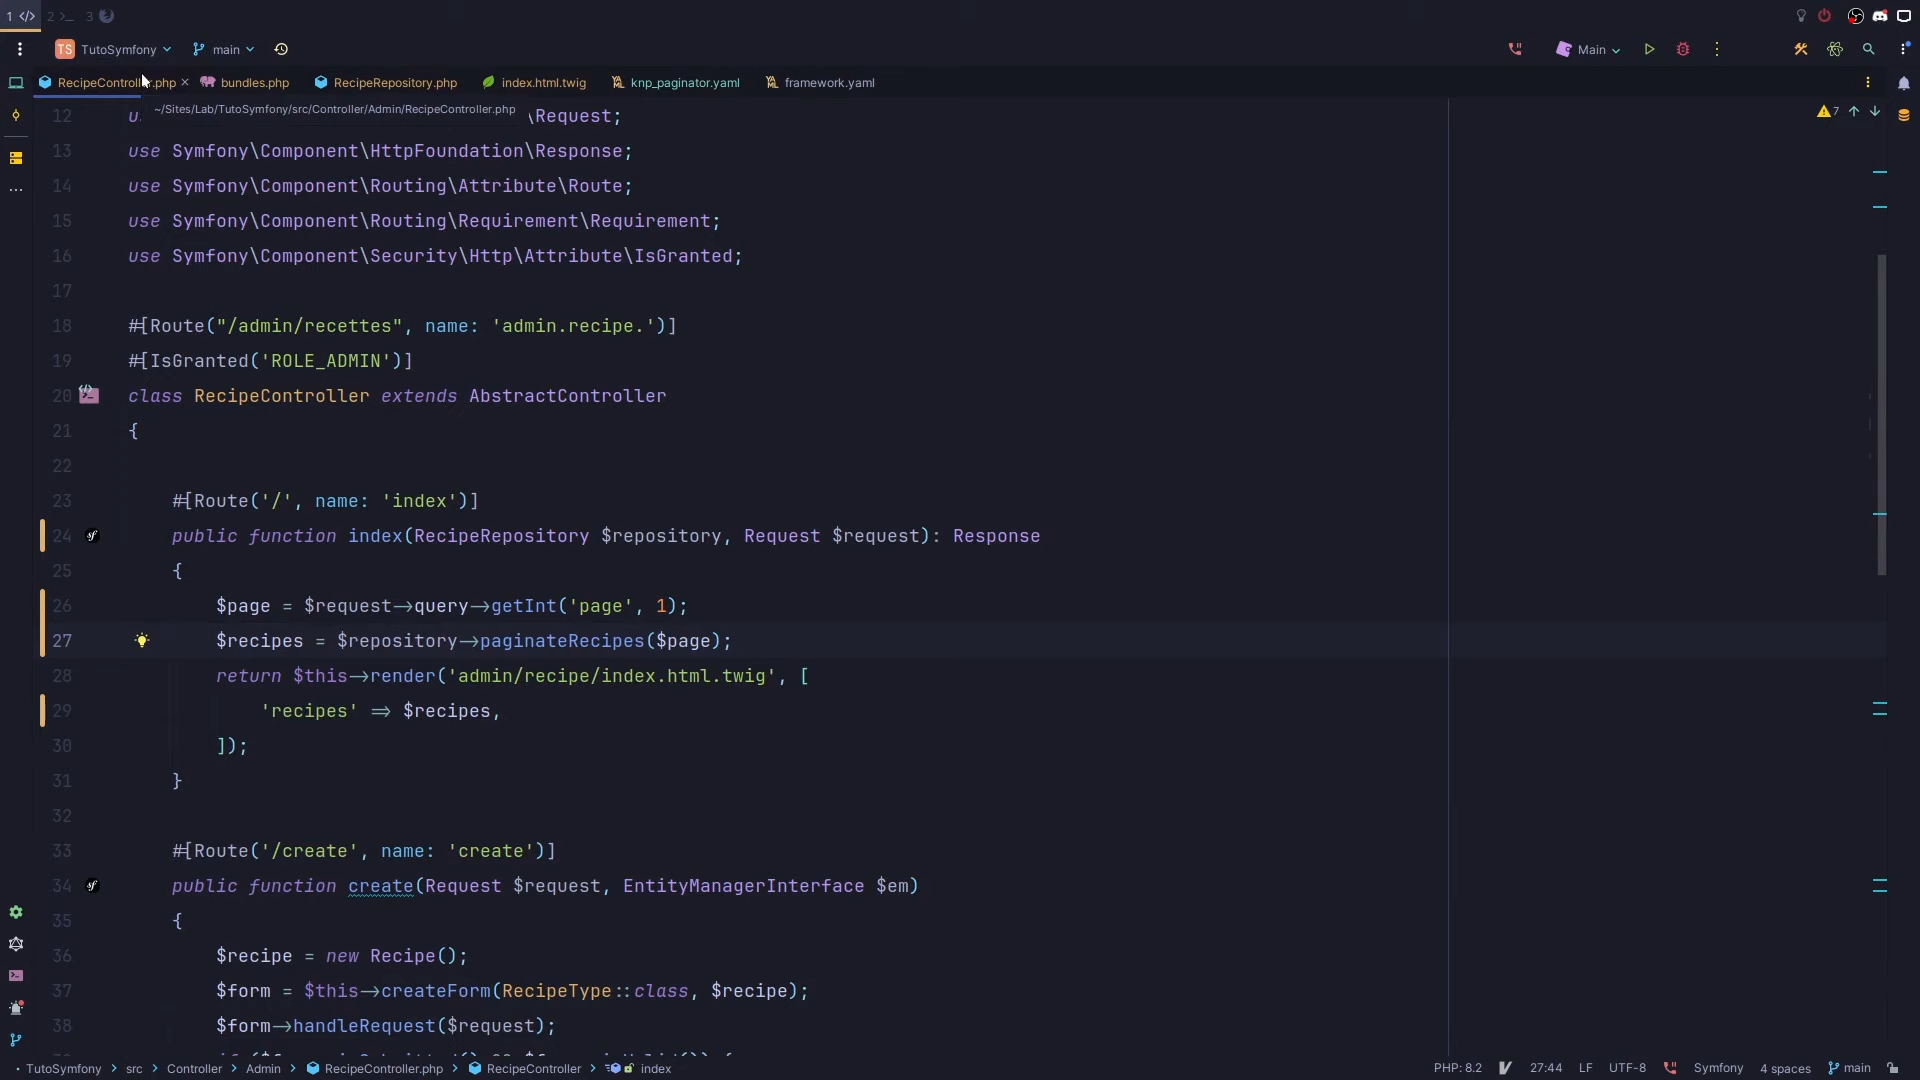 1 </> 2 >_ 3
TS TutoSymfony main Main
RecipeController.php bundles.php RecipeRepository.php index.html.twig knp_paginator.yaml framework.yaml
~/Sites/Lab/TutoSymfony/src/Controller/Admin/RecipeController.php
7
12 \Request;
13 use Symfony\Component\HttpFoundation\Response;
14 use Symfony\Component\Routing\Attribute\Route;
15 use Symfony\Component\Routing\Requirement\Requirement;
16 use Symfony\Component\Security\Http\Attribute\IsGranted;
17
18 #[Route("/admin/recettes", name: 'admin.recipe.')]
19 #[IsGranted('ROLE_ADMIN')]
20 class RecipeController extends AbstractController
21 {
22
23 #[Route('/', name: 'index')]
24 public function index(RecipeRepository $repository, Request $request): Response
25 {
26 $page = $request->query->getInt('page', 1);
27 $recipes = $repository->paginateRecipes($page);
28 return $this->render('admin/recipe/index.html.twig', [
29 'recipes' => $recipes,
30 ]);
31 }
32
33 #[Route('/create', name: 'create')]
34 public function create(Request $request, EntityManagerInterface $em)
35 {
36 $recipe = new Recipe();
37 $form = $this->createForm(RecipeType::class, $recipe);
38 $form->handleRequest($request);
TutoSymfony > src > Controller > Admin > RecipeController.php > RecipeController > index PHP: 8.2 27:44 LF UTF-8 Symfony 4 spaces main